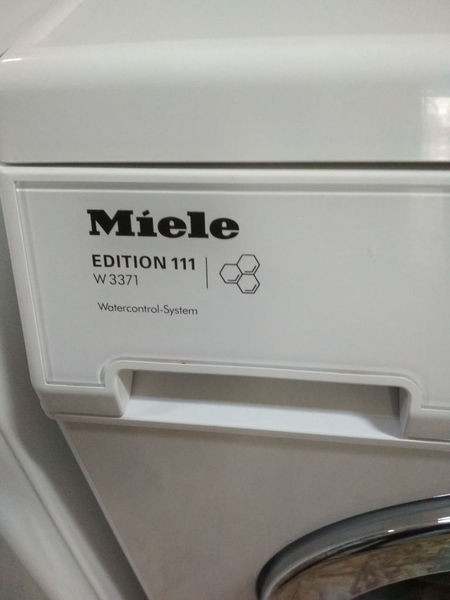 Miele
EDITION 111
W 3371
Watercontrol-System